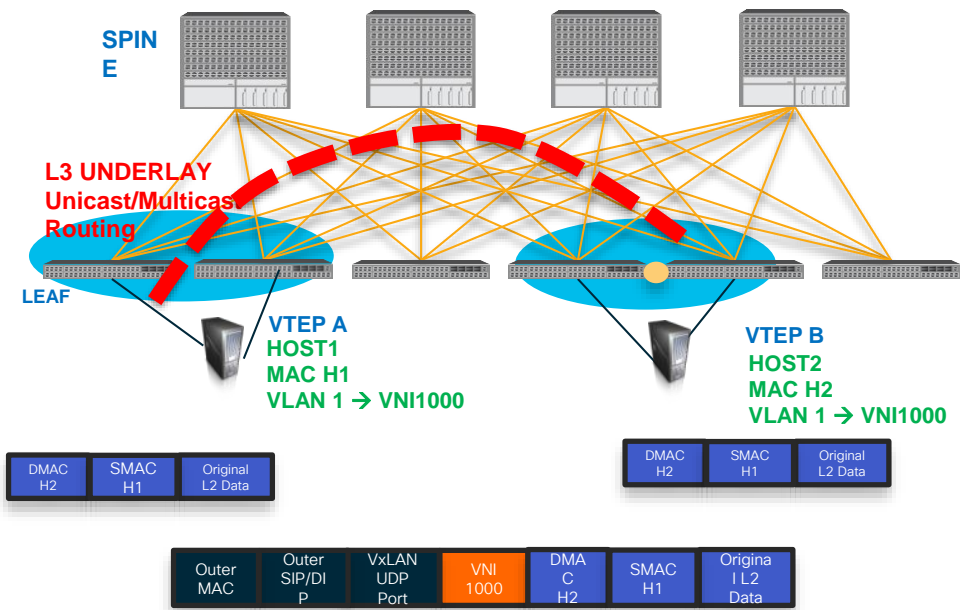 SPIN
E
L3 UNDERLAY
Unicast/Multicast
Routing
LEAF
VTEP A
HOST1
MAC H1
VLAN 1 → VNI1000
VTEP B
HOST2
MAC H2
VLAN 1 → VNI1000
DMAC
H2
SMAC
H1
Original
L2 Data
DMAC
H2
SMAC
H1
Original
L2 Data
Outer
MAC
Outer
SIP/DI
P
VxLAN
UDP
Port
VNI
1000
DMA
C
H2
SMAC
H1
Origina
l L2
Data